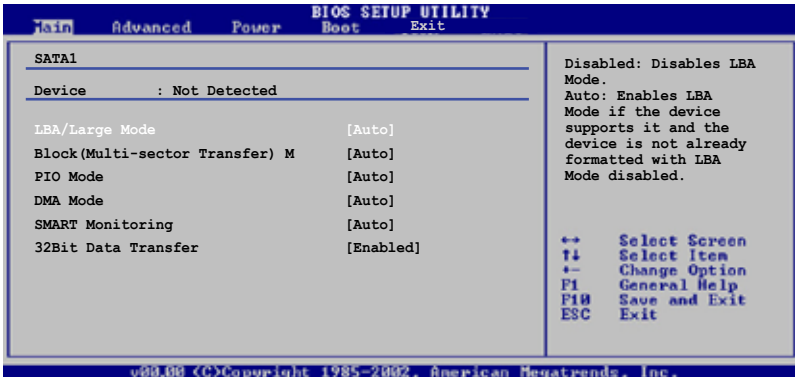 BIOS SETUP UTILITY
Main Advanced Power Boot Exit
SATA1
Device : Not Detected
LBA/Large Mode [Auto]
Block(Multi-sector Transfer) M [Auto]
PIO Mode [Auto]
DMA Mode [Auto]
SMART Monitoring [Auto]
32Bit Data Transfer [Enabled]
Disabled: Disables LBA
Mode.
Auto: Enables LBA
Mode if the device
supports it and the
device is not already
formatted with LBA
Mode disabled.
↔ Select Screen
↑↓ Select Item
+- Change Option
F1 General Help
F10 Save and Exit
ESC Exit
v00.00 (C)Copyright 1985-2002, American Megatrends, Inc.